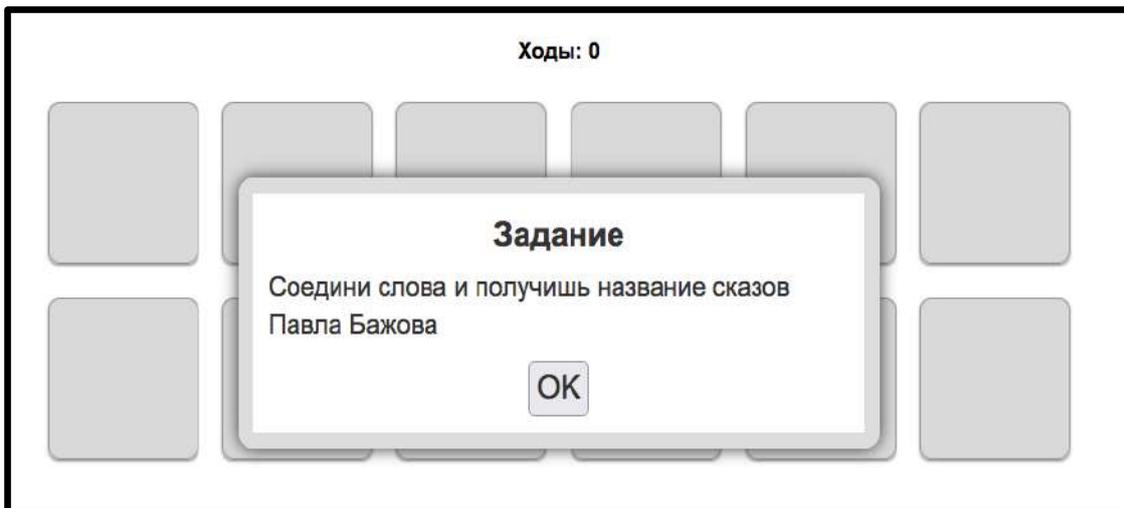 Ходы: 0
Задание
Соедини слова и получишь название сказов
Павла Бажова
OK